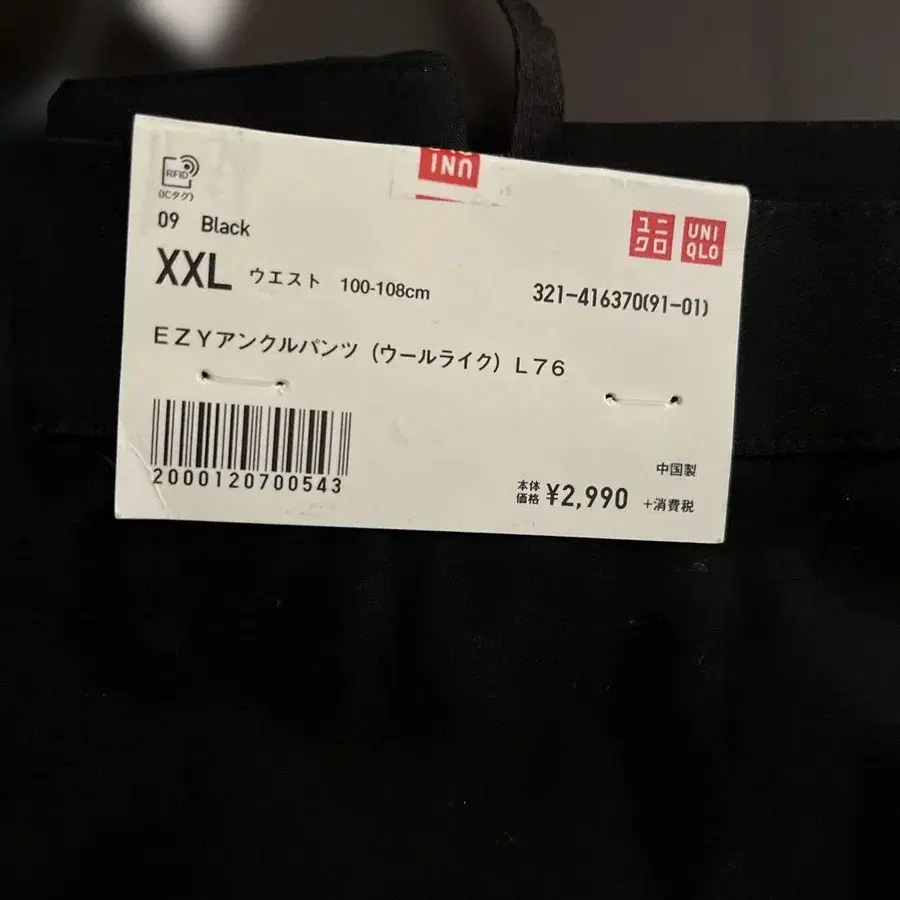 UNI
RFID
(ICタグ)
09 Black
ユニクロ
UNIQLO
XXL ウエスト 100-108cm
321-416370(91-01)
EZYアンクルパンツ (ウールライク) L76
2000120700543
中国製
本体価格 ¥2,990 +消費税